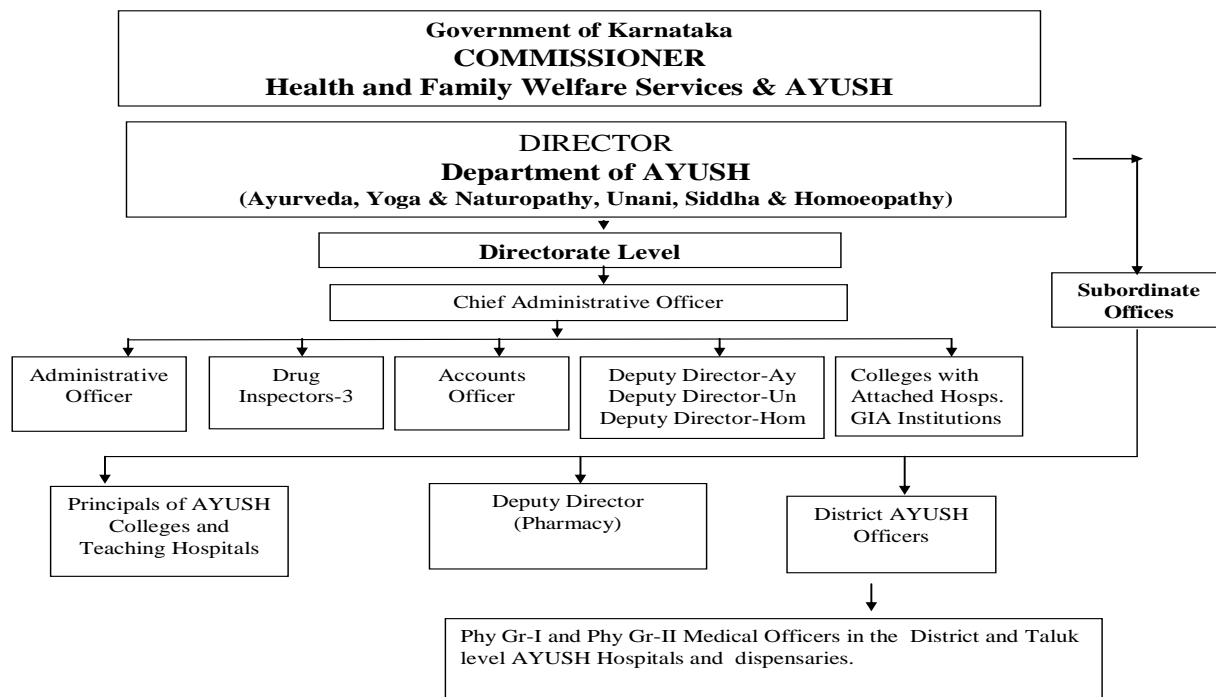 Government of Karnataka
COMMISSIONER
Health and Family Welfare Services & AYUSH
DIRECTOR
Department of AYUSH
(Ayurveda, Yoga & Naturopathy, Unani, Siddha & Homoeopathy)
Directorate Level
Chief Administrative Officer
Subordinate
Offices
Administrative
Officer
Drug
Inspectors-3
Accounts
Officer
Deputy Director-Ay
Deputy Director-Un
Deputy Director-Hom
Colleges with
Attached Hosps.
GIA Institutions
Principals of AYUSH
Colleges and
Teaching Hospitals
Deputy Director
(Pharmacy)
District AYUSH
Officers
Phy Gr-I and Phy Gr-II Medical Officers in the District and Taluk
level AYUSH Hospitals and dispensaries.